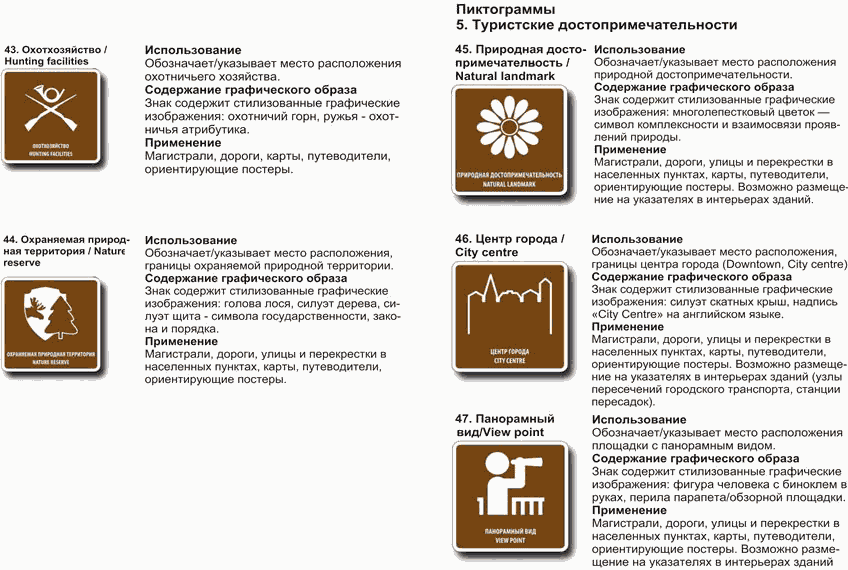 43. Охотхозяйство /
Hunting facilities
ОХОТХОЗЯЙСТВО
HUNTING FACILITIES
Использование
Обозначает/указывает место расположения
охотничьего хозяйства.
Содержание графического образа
Знак содержит стилизованные графические
изображения: охотничий горн, ружья - охот-
ничья атрибутика.
Применение
Магистрали, дороги, карты, путеводители,
ориентирующие постеры.
44. Охраняемая природ-
ная территория / Nature
reserve
ОХРАНЯЕМАЯ ПРИРОДНАЯ ТЕРРИТОРИЯ
NATURE RESERVE
Использование
Обозначает/указывает место расположения,
границы охраняемой природной территории.
Содержание графического образа
Знак содержит стилизованные графические
изображения: голова лося, силуэт дерева, си-
луэт щита - символа государственности, зако-
на и порядка.
Применение
Магистрали, дороги, улицы и перекрестки в
населенных пунктах, карты, путеводители,
ориентирующие постеры.
Пиктограммы
5. Туристские достопримечательности
45. Природная досто-
примечательость /
Natural landmark
ПРИРОДНАЯ ДОСТОПРИМЕЧАТЕЛЬНОСТЬ
NATURAL LANDMARK
Использование
Обозначает/указывает место расположения
природной достопримечательности.
Содержание графического образа
Знак содержит стилизованные графические
изображения: многолепестковый цветок —
символ комплексности и взаимосвязи прояв-
лений природы.
Применение
Магистрали, дороги, улицы и перекрестки в
населенных пунктах, карты, путеводители,
ориентирующие постеры. Возможно размеще-
ние на указателях в интерьерах зданий.
46. Центр города /
City centre
ЦЕНТР ГОРОДА
CITY CENTRE
Использование
Обозначает/указывает место расположения,
границы центра города (Downtown, City centre)
Содержание графического образа
Знак содержит стилизованные графические
изображения: силуэт скатных крыш, надпись
«City Centre» на английском языке.
Применение
Магистрали, дороги, улицы и перекрестки в
населенных пунктах, карты, путеводители,
ориентирующие постеры. Возможно размеще-
ние на указателях в интерьерах зданий (узлы
пересечений городского транспорта, станции
пересадок).
47. Панорамный
вид/View point
ПАНОРАМНЫЙ ВИД
VIEW POINT
Использование
Обозначает/указывает место расположения
площадки с панорамным видом.
Содержание графического образа
Знак содержит стилизованные графические
изображения: фигура человека с биноклем в
руках, перила парапета/обзорной площадки.
Применение
Магистрали, дороги, улицы и перекрестки в
населенных пунктах, карты, путеводители,
ориентирующие постеры. Возможно разме-
щение на указателях в интерьерах зданий